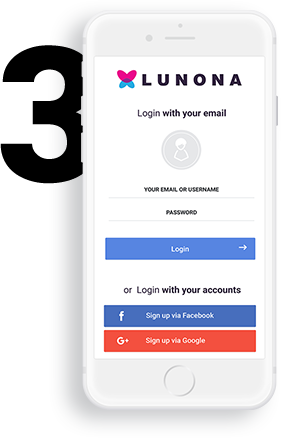 3
LUNONA
Login with your email
YOUR EMAIL OR USERNAME
PASSWORD
Login
or Login with your accounts
f Sign up via Facebook
G+ Sign up via Google